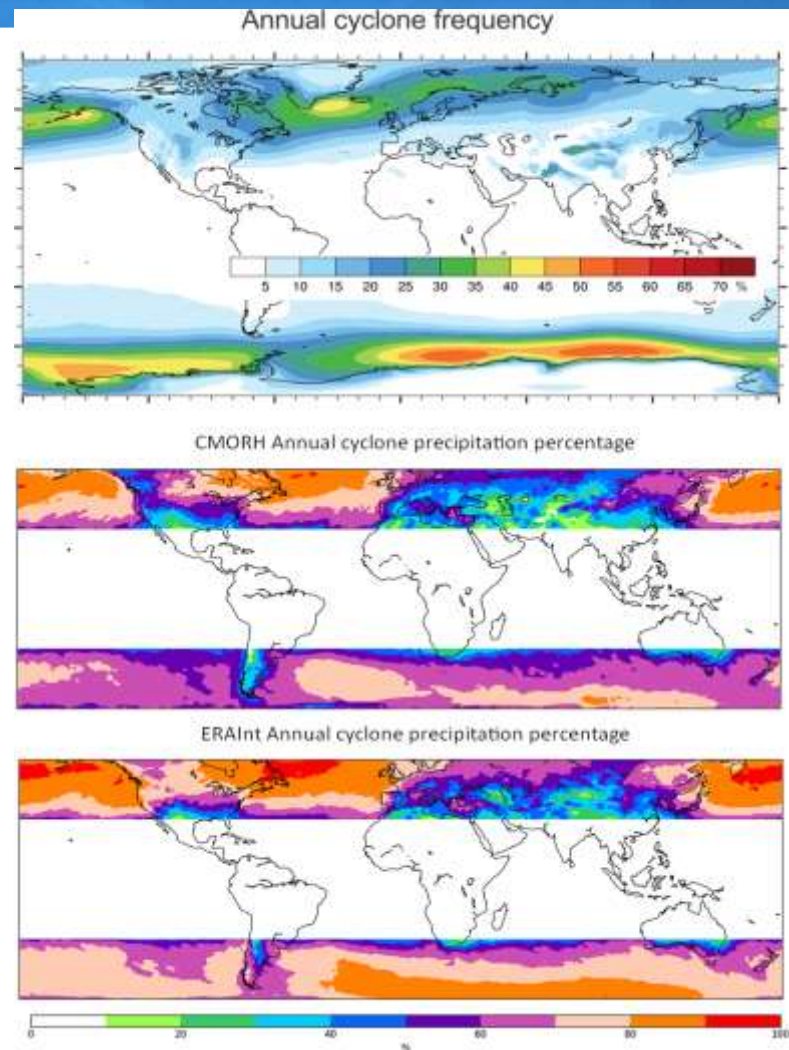 Annual cyclone frequency
5 10 15 20 25 30 35 40 45 50 55 60 65 70 %
CMORH Annual cyclone precipitation percentage
ERAInt Annual cyclone precipitation percentage
0 20 40 60 80 100
%